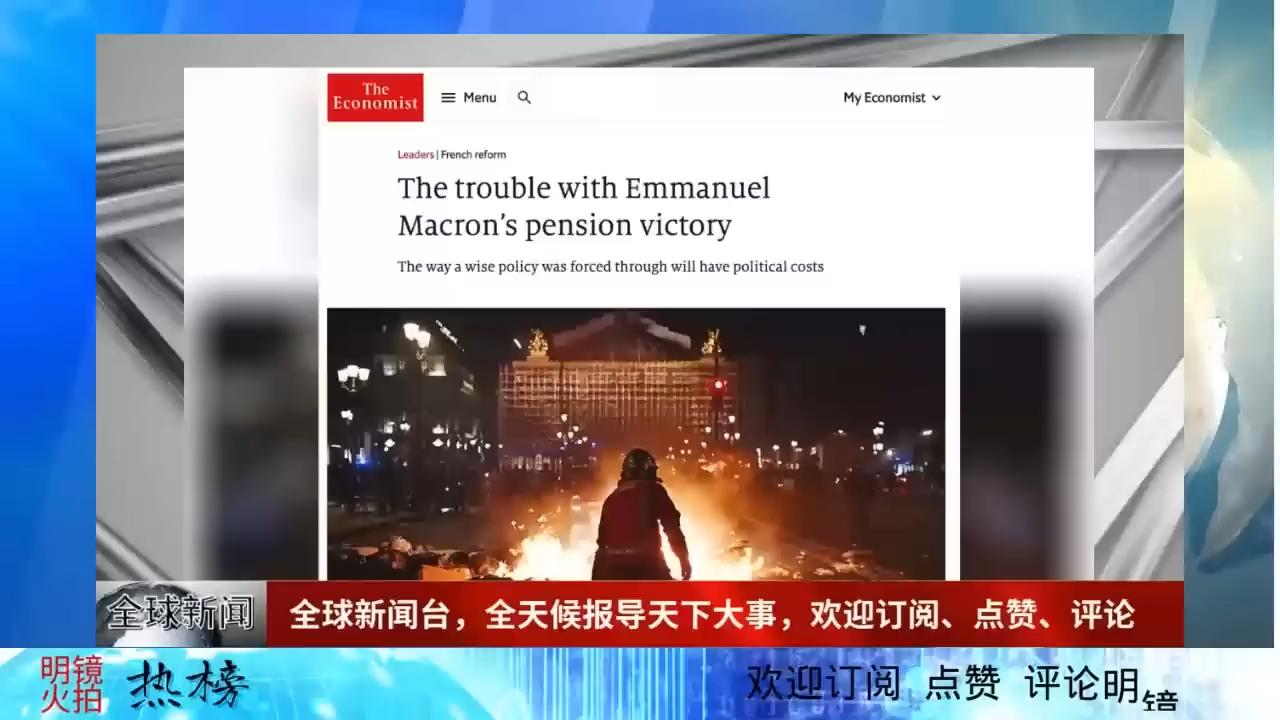 The
Economist
Menu
My Economist
Leaders | French reform
The trouble with Emmanuel
Macron’s pension victory
The way a wise policy was forced through will have political costs
全球新闻
全球新闻台，全天候报导天下大事，欢迎订阅、点赞、评论
明镜
火拍
热榜
欢迎订阅 点赞 评论明镜